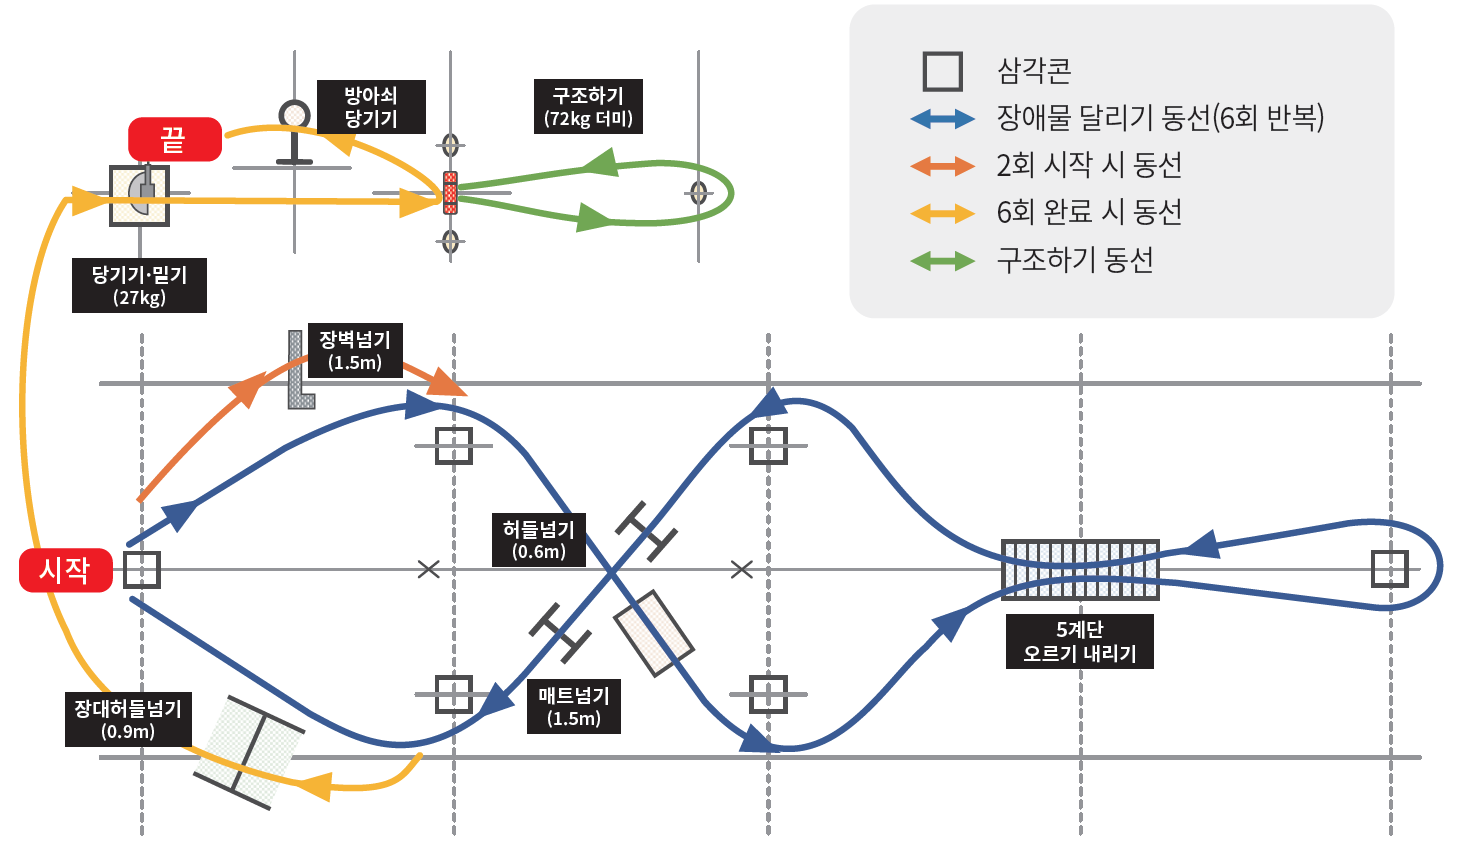 삼각콘
장애물 달리기 동선(6회 반복)
2회 시작 시 동선
6회 완료 시 동선
구조하기 동선
방아쇠
당기기
구조하기
(72kg 더미)
끝
당기기·밀기
(27kg)
장벽넘기
(1.5m)
허들넘기
(0.6m)
시작
5계단
오르기 내리기
매트넘기
(1.5m)
장대허들넘기
(0.9m)